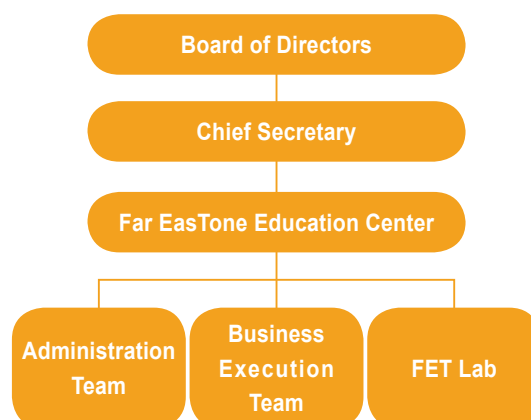 Board of Directors
Chief Secretary
Far EasTone Education Center
Administration
Team
Business
Execution
Team
FET Lab